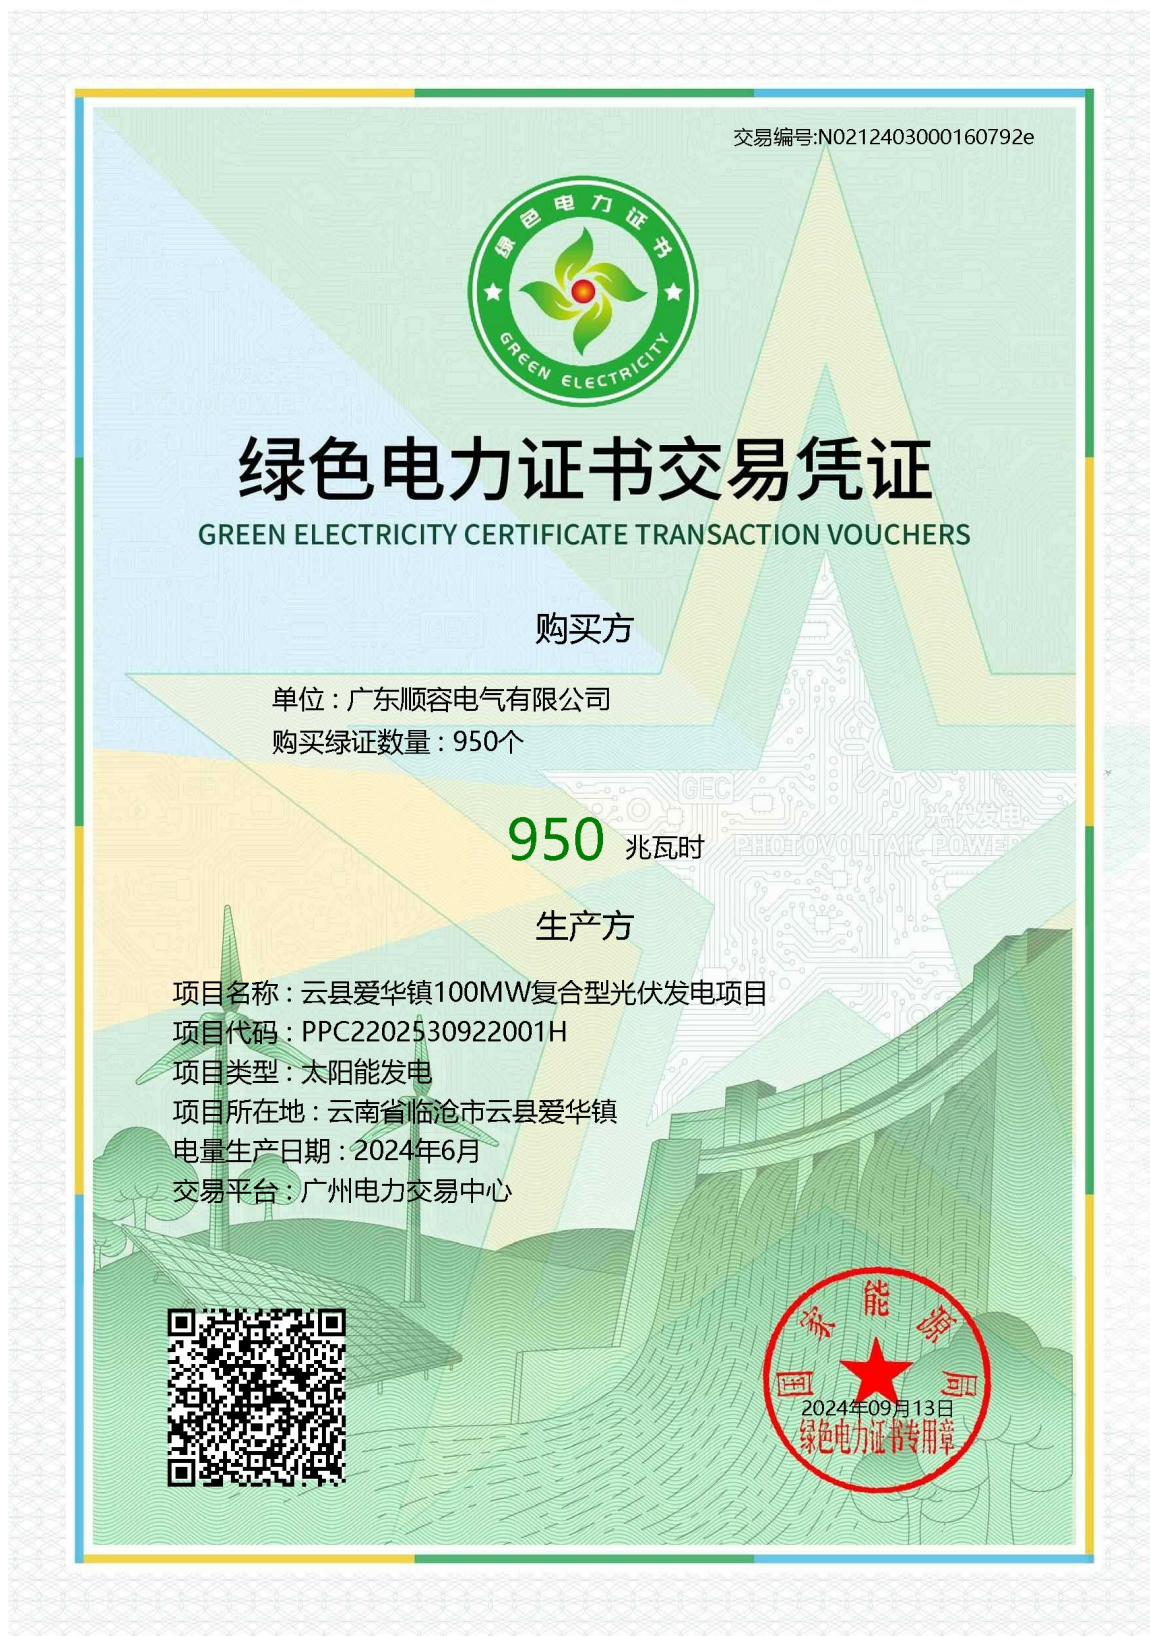 交易编号:N0212403000160792e
绿色电力证书
GREEN ELECTRICITY
绿色电力证书交易凭证
GREEN ELECTRICITY CERTIFICATE TRANSACTION VOUCHERS
购买方
单位 : 广东顺容电气有限公司
购买绿证数量 : 950个
GEC
光伏发电
PHOTOVOLTAIC POWER
950 兆瓦时
生产方
项目名称 : 云县爱华镇100MW复合型光伏发电项目
项目代码 : PPC2202530922001H
项目类型 : 太阳能发电
项目所在地 : 云南省临沧市云县爱华镇
电量生产日期 : 2024年6月
交易平台 : 广州电力交易中心
国家能源局
2024年09月13日
绿色电力证书专用章